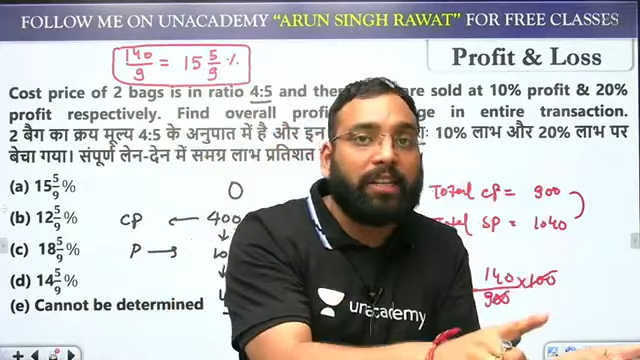 FOLLOW ME ON UNACADEMY "ARUN SINGH RAWAT" FOR FREE CLASSES
140/9 = 15 5/9 %
Profit & Loss
Cost price of 2 bags is in ratio 4:5 and are sold at 10% profit & 20%
profit respectively. Find overall in entire transaction.
2 बैग का क्रय मूल्य 4:5 के अनुपात में है और इन 10% लाभ और 20% लाभ पर
बेचा गया। संपूर्ण लेन-देन में समग्र लाभ प्रतिशत
(a) 15 5/9 %
(b) 12 5/9 %
(c) 18 5/9 %
(d) 14 5/9 %
(e) Cannot be determined
CP ← 400
P →
Total CP = 900
Total SP = 1040
140/900 × 100
unacademy